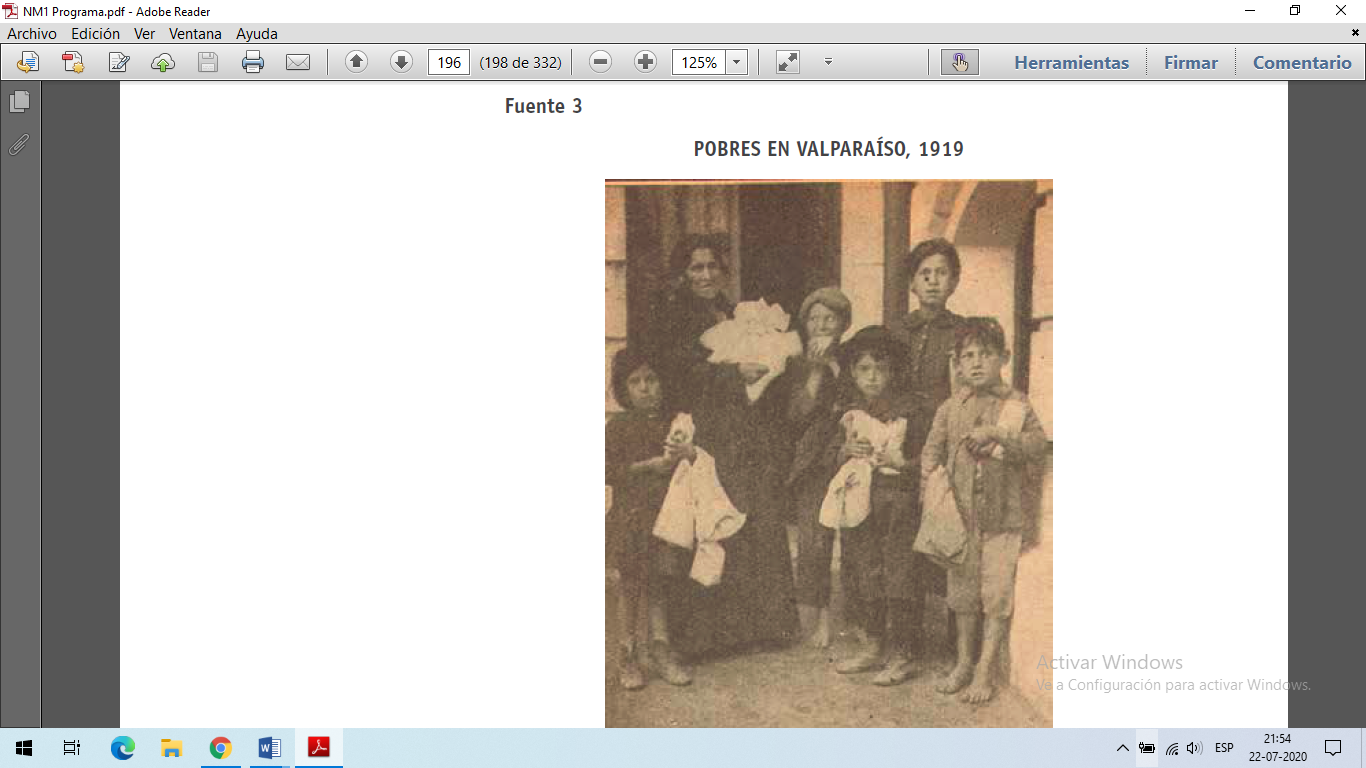 NM1 Programa.pdf - Adobe Reader
Archivo Edición Ver Ventana Ayuda
196 (198 de 332) 125% Herramientas Firmar Comentario
Fuente 3
POBRES EN VALPARAÍSO, 1919
Activar Windows
Ve a Configuración para activar Windows.
ESP 21:54
22-07-2020